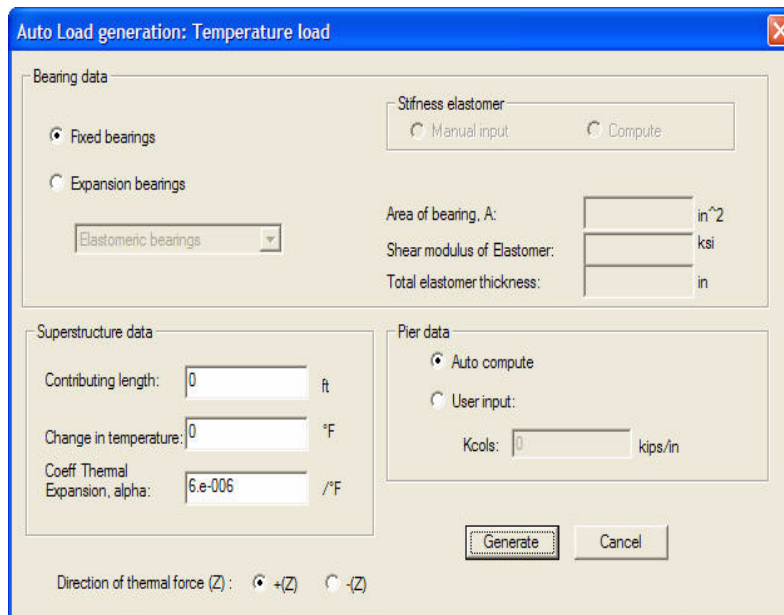 Auto Load generation: Temperature load
Bearing data
Fixed bearings
Expansion bearings
Elastomeric bearings
Stifness elastomer
Manual input Compute
Area of bearing, A: in^2
Shear modulus of Elastomer: ksi
Total elastomer thickness: in
Superstructure data
Contributing length: 0 ft
Change in temperature: 0 °F
Coeff Thermal
Expansion, alpha: 6.e-006 /°F
Pier data
Auto compute
User input:
Kcols: 0 kips/in
Generate Cancel
Direction of thermal force (Z) : +(Z) -(Z)